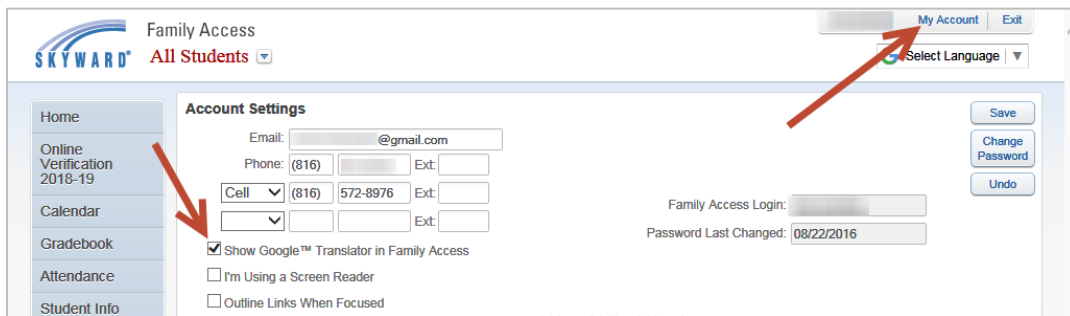 Family Access
My Account Exit
SKYWARD®
All Students
Select Language ▼
Home
Online
Verification
2018-19
Calendar
Gradebook
Attendance
Student Info
Account Settings
Email: @gmail.com
Phone: (816) Ext:
Cell (816) 572-8976 Ext:
Ext:
Show Google™ Translator in Family Access
I'm Using a Screen Reader
Outline Links When Focused
Family Access Login:
Password Last Changed: 08/22/2016
Save
Change
Password
Undo